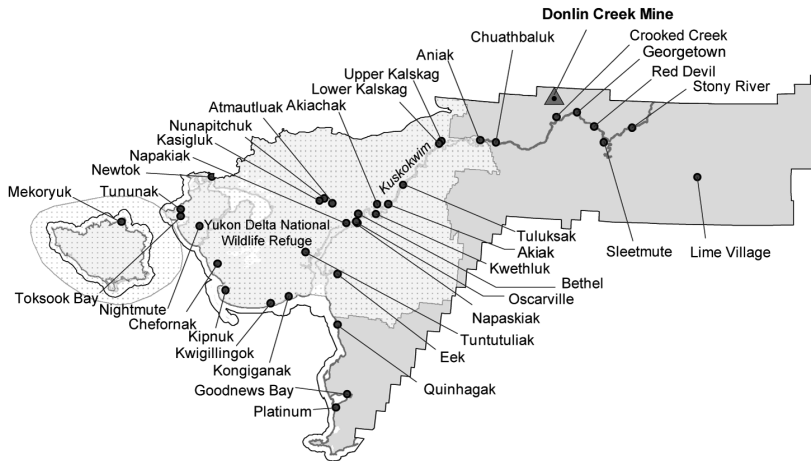 Donlin Creek Mine
Crooked Creek
Georgetown
Red Devil
Stony River
Chuathbaluk
Aniak
Upper Kalskag
Lower Kalskag
Akiachak
Atmautluak
Nunapitchuk
Kasigluk
Napakiak
Newtok
Tununak
Mekoryuk
Kuskokwim
Yukon Delta National
Wildlife Refuge
Tuluksak
Akiak
Kwethluk
Sleetmute
Lime Village
Bethel
Oscarville
Napaskiak
Tuntutuliak
Eek
Quinhagak
Toksook Bay
Nightmute
Chefornak
Kipnuk
Kwigillingok
Kongiganak
Goodnews Bay
Platinum